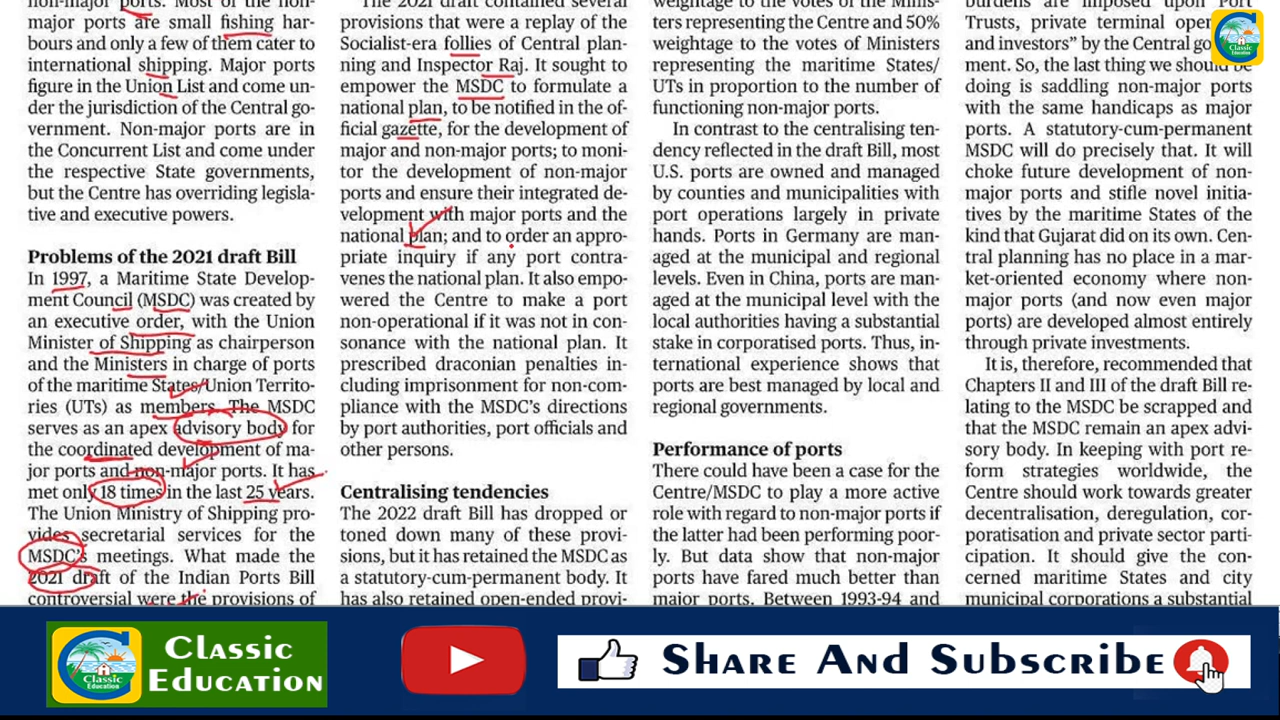 non-major ports. Most of the non-
major ports are small fishing har-
bours and only a few of them cater to
international shipping. Major ports
figure in the Union List and come un-
der the jurisdiction of the Central go-
vernment. Non-major ports are in
the Concurrent List and come under
the respective State governments,
but the Centre has overriding legisla-
tive and executive powers.
Problems of the 2021 draft Bill
In 1997, a Maritime State Develop-
ment Council (MSDC) was created by
an executive order, with the Union
Minister of Shipping as chairperson
and the Ministers in charge of ports
of the maritime States/Union Territo-
ries (UTs) as members. The MSDC
serves as an apex advisory body for
the coordinated development of ma-
jor ports and non-major ports. It has
met only 18 times in the last 25 years.
The Union Ministry of Shipping pro-
vides secretarial services for the
MSDC's meetings. What made the
2021 draft of the Indian Ports Bill
controversial were the provisions of
The 2021 draft contained several
provisions that were a replay of the
Socialist-era follies of Central plan-
ning and Inspector Raj. It sought to
empower the MSDC to formulate a
national plan, to be notified in the of-
ficial gazette, for the development of
major and non-major ports; to moni-
tor the development of non-major
ports and ensure their integrated de-
velopment with major ports and the
national plan; and to order an appro-
priate inquiry if any port contra-
venes the national plan. It also empo-
wered the Centre to make a port
non-operational if it was not in con-
sonance with the national plan. It
prescribed draconian penalties in-
cluding imprisonment for non-com-
pliance with the MSDC's directions
by port authorities, port officials and
other persons.
Centralising tendencies
The 2022 draft Bill has dropped or
toned down many of these provi-
sions, but it has retained the MSDC as
a statutory-cum-permanent body. It
has also retained open-ended provi-
weightage to the votes of the Minis-
ters representing the Centre and 50%
weightage to the votes of Ministers
representing the maritime States/
UTs in proportion to the number of
functioning non-major ports.
In contrast to the centralising ten-
dency reflected in the draft Bill, most
U.S. ports are owned and managed
by counties and municipalities with
port operations largely in private
hands. Ports in Germany are man-
aged at the municipal and regional
levels. Even in China, ports are man-
aged at the municipal level with the
local authorities having a substantial
stake in corporatised ports. Thus, in-
ternational experience shows that
ports are best managed by local and
regional governments.
Performance of ports
There could have been a case for the
Centre/MSDC to play a more active
role with regard to non-major ports if
the latter had been performing poor-
ly. But data show that non-major
ports have fared much better than
major ports. Between 1993-94 and
burdens are imposed upon Port
Trusts, private terminal oper
and investors" by the Central go
ment. So, the last thing we should be
doing is saddling non-major ports
with the same handicaps as major
ports. A statutory-cum-permanent
MSDC will do precisely that. It will
choke future development of non-
major ports and stifle novel initia-
tives by the maritime States of the
kind that Gujarat did on its own. Cen-
tral planning has no place in a mar-
ket-oriented economy where non-
major ports (and now even major
ports) are developed almost entirely
through private investments.
It is, therefore, recommended that
Chapters II and III of the draft Bill re-
lating to the MSDC be scrapped and
that the MSDC remain an apex advi-
sory body. In keeping with port re-
form strategies worldwide, the
Centre should work towards greater
decentralisation, deregulation, cor-
poratisation and private sector parti-
cipation. It should give the con-
cerned maritime States and city
municipal corporations a substantial
Classic
Education
Classic
Education
Classic
Education
Share And Subscribe